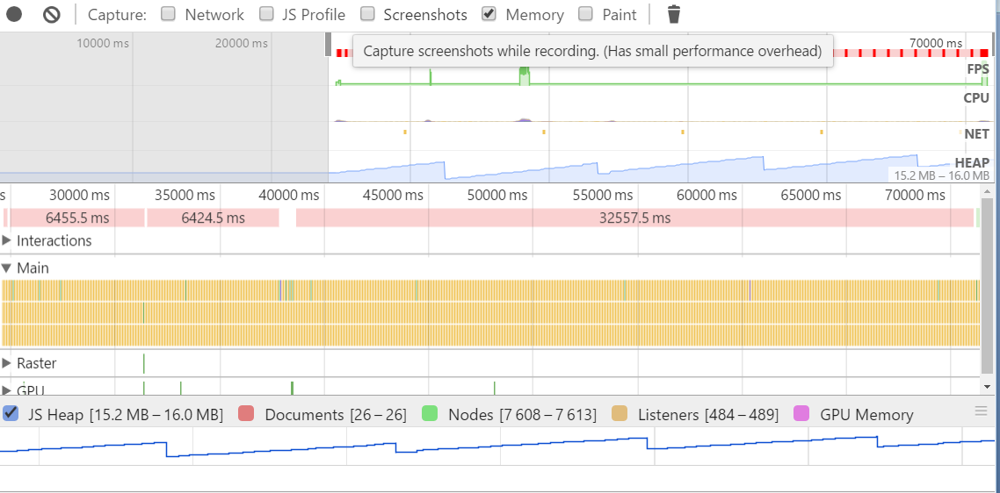 Capture: Network JS Profile Screenshots Memory Paint
10000 ms 20000 ms 70000 ms
Capture screenshots while recording. (Has small performance overhead)
FPS
CPU
NET
HEAP
15.2 MB – 16.0 MB
s 30000 ms 35000 ms 40000 ms 45000 ms 50000 ms 55000 ms 60000 ms 65000 ms 70000 ms
6455.5 ms 6424.5 ms 32557.5 ms
Interactions
Main
Raster
GPU
JS Heap [15.2 MB – 16.0 MB] Documents [26 – 26] Nodes [7 608 – 7 613] Listeners [484 – 489] GPU Memory